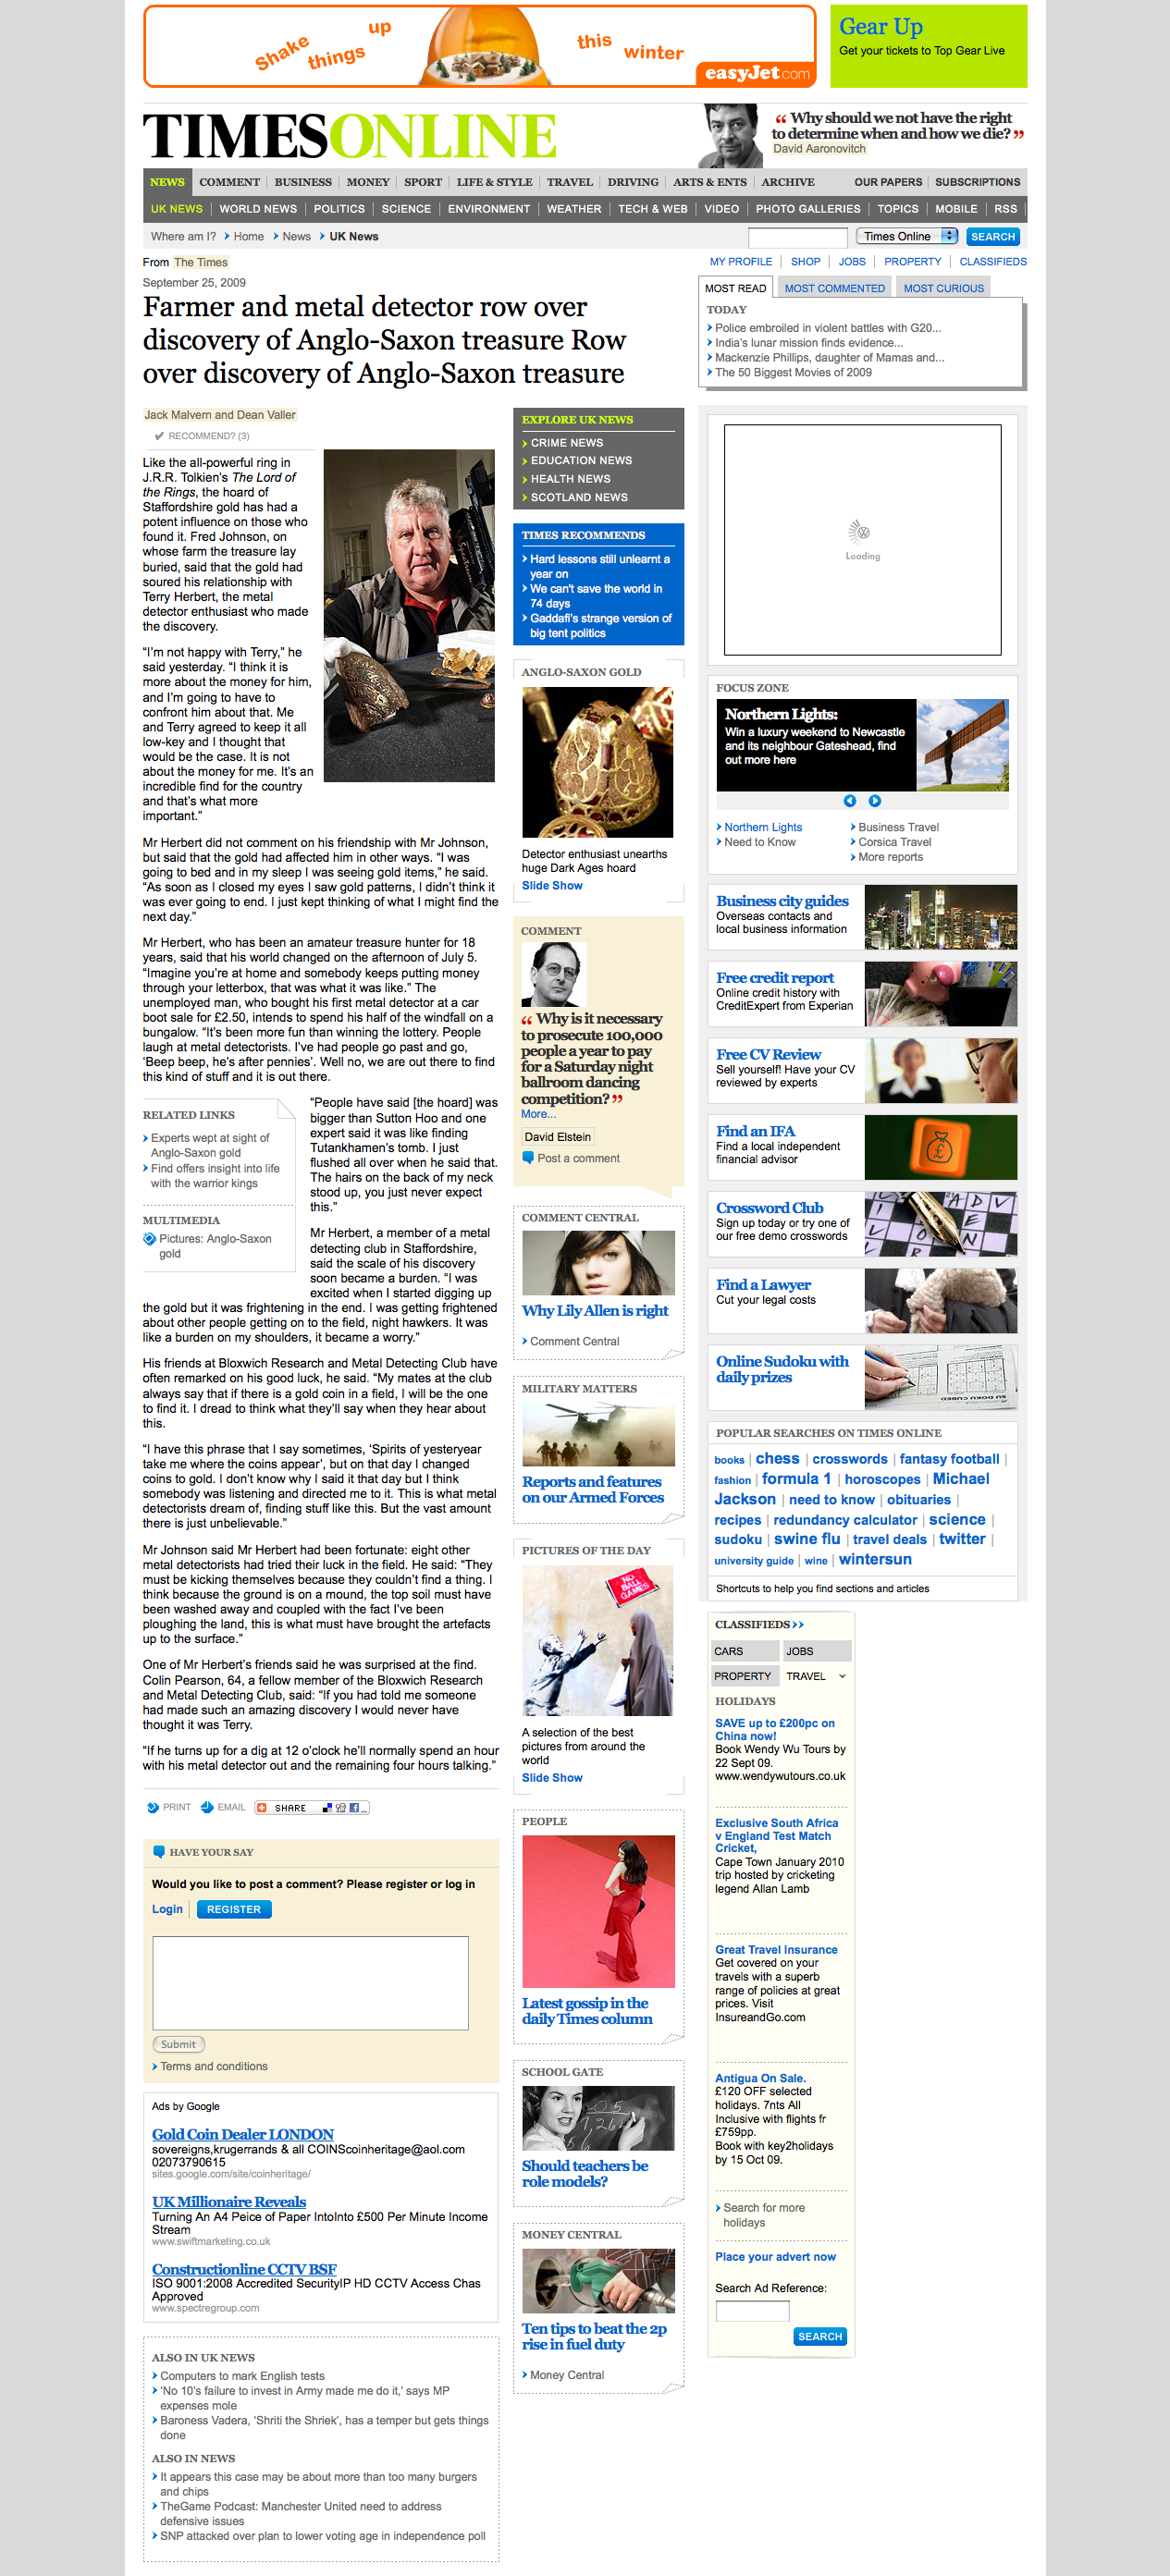 Shake things up this winter
easyJet.com
Gear Up
Get your tickets to Top Gear Live
TIMESONLINE
“ Why should we not have the right
to determine when and how we die? ”
David Aaronovitch
NEWS COMMENT BUSINESS MONEY SPORT LIFE & STYLE TRAVEL DRIVING ARTS & ENTS ARCHIVE OUR PAPERS SUBSCRIPTIONS
UK NEWS WORLD NEWS POLITICS SCIENCE ENVIRONMENT WEATHER TECH & WEB VIDEO PHOTO GALLERIES TOPICS MOBILE RSS
Where am I? Home News UK News Times Online SEARCH
From The Times
MY PROFILE SHOP JOBS PROPERTY CLASSIFIEDS
September 25, 2009
Farmer and metal detector row over
discovery of Anglo-Saxon treasure Row
over discovery of Anglo-Saxon treasure
MOST READ MOST COMMENTED MOST CURIOUS
TODAY
Police embroiled in violent battles with G20...
India's lunar mission finds evidence...
Mackenzie Phillips, daughter of Mamas and...
The 50 Biggest Movies of 2009
Jack Malvern and Dean Valler
RECOMMEND? (3)
Like the all-powerful ring in
J.R.R. Tolkien's The Lord of
the Rings, the hoard of
Staffordshire gold has had a
potent influence on those who
found it. Fred Johnson, on
whose farm the treasure lay
buried, said that the gold had
soured his relationship with
Terry Herbert, the metal
detector enthusiast who made
the discovery.
“I'm not happy with Terry,” he
said yesterday. “I think it is
more about the money for him,
and I'm going to have to
confront him about that. Me
and Terry agreed to keep it all
low-key and I thought that
would be the case. It is not
about the money for me. It's an
incredible find for the country
and that's what more
important.”
Mr Herbert did not comment on his friendship with Mr Johnson,
but said that the gold had affected him in other ways. “I was
going to bed and in my sleep I was seeing gold items,” he said.
“As soon as I closed my eyes I saw gold patterns, I didn't think it
was ever going to end. I just kept thinking of what I might find the
next day.”
Mr Herbert, who has been an amateur treasure hunter for 18
years, said that his world changed on the afternoon of July 5.
“Imagine you're at home and somebody keeps putting money
through your letterbox, that was what it was like.” The
unemployed man, who bought his first metal detector at a car
boot sale for £2.50, intends to spend his half of the windfall on a
bungalow. “It's been more fun than winning the lottery. People
laugh at metal detectorists. I've had people go past and go,
'Beep beep, he's after pennies'. Well no, we are out there to find
this kind of stuff and it is out there.
RELATED LINKS
Experts wept at sight of
Anglo-Saxon gold
Find offers insight into life
with the warrior kings
MULTIMEDIA
Pictures: Anglo-Saxon
gold
“People have said [the hoard] was
bigger than Sutton Hoo and one
expert said it was like finding
Tutankhamen's tomb. I just
flushed all over when he said that.
The hairs on the back of my neck
stood up, you just never expect
this.”
Mr Herbert, a member of a metal
detecting club in Staffordshire,
said the scale of his discovery
soon became a burden. “I was
excited when I started digging up
the gold but it was frightening in the end. I was getting frightened
about other people getting on to the field, night hawkers. It was
like a burden on my shoulders, it became a worry.”
His friends at Bloxwich Research and Metal Detecting Club have
often remarked on his good luck, he said. “My mates at the club
always say that if there is a gold coin in a field, I will be the one
to find it. I dread to think what they'll say when they hear about
this.
“I have this phrase that I say sometimes, 'Spirits of yesteryear
take me where the coins appear', but on that day I changed
coins to gold. I don't know why I said it that day but I think
somebody was listening and directed me to it. This is what metal
detectorists dream of, finding stuff like this. But the vast amount
there is just unbelievable.”
Mr Johnson said Mr Herbert had been fortunate: eight other
metal detectorists had tried their luck in the field. He said: “They
must be kicking themselves because they couldn't find a thing. I
think because the ground is on a mound, the top soil must have
been washed away and coupled with the fact I've been
ploughing the land, this is what must have brought the artefacts
up to the surface.”
One of Mr Herbert's friends said he was surprised at the find.
Colin Pearson, 64, a fellow member of the Bloxwich Research
and Metal Detecting Club, said: “If you had told me someone
had made such an amazing discovery I would never have
thought it was Terry.
“If he turns up for a dig at 12 o'clock he'll normally spend an hour
with his metal detector out and the remaining four hours talking.”
PRINT EMAIL SHARE
HAVE YOUR SAY
Would you like to post a comment? Please register or log in
Login REGISTER
Submit
Terms and conditions
Ads by Google
Gold Coin Dealer LONDON
sovereigns,krugerrands & all COINScoinheritage@aol.com
02073790615
sites.google.com/site/coinheritage/
UK Millionaire Reveals
Turning An A4 Peice of Paper IntoInto £500 Per Minute Income
Stream
www.swiftmarketing.co.uk
Constructionline CCTV BSF
ISO 9001:2008 Accredited SecurityIP HD CCTV Access Chas
Approved
www.spectregroup.com
ALSO IN UK NEWS
Computers to mark English tests
'No 10's failure to invest in Army made me do it,' says MP
expenses mole
Baroness Vadera, 'Shriti the Shriek', has a temper but gets things
done
ALSO IN NEWS
It appears this case may be about more than too many burgers
and chips
TheGame Podcast: Manchester United need to address
defensive issues
SNP attacked over plan to lower voting age in independence poll
EXPLORE UK NEWS
CRIME NEWS
EDUCATION NEWS
HEALTH NEWS
SCOTLAND NEWS
TIMES RECOMMENDS
Hard lessons still unlearnt a
year on
We can't save the world in
74 days
Gaddafi's strange version of
big tent politics
ANGLO-SAXON GOLD
Detector enthusiast unearths
huge Dark Ages hoard
Slide Show
COMMENT
“ Why is it necessary
to prosecute 100,000
people a year to pay
for a Saturday night
ballroom dancing
competition? ”
More...
David Elstein
Post a comment
COMMENT CENTRAL
Why Lily Allen is right
Comment Central
MILITARY MATTERS
Reports and features
on our Armed Forces
PICTURES OF THE DAY
NO
BALL
GAMES
A selection of the best
pictures from around the
world
Slide Show
PEOPLE
Latest gossip in the
daily Times column
SCHOOL GATE
Should teachers be
role models?
MONEY CENTRAL
Ten tips to beat the 2p
rise in fuel duty
Money Central
Loading
FOCUS ZONE
Northern Lights:
Win a luxury weekend to Newcastle
and its neighbour Gateshead, find
out more here
Northern Lights
Need to Know
Business Travel
Corsica Travel
More reports
Business city guides
Overseas contacts and
local business information
Free credit report
Online credit history with
CreditExpert from Experian
Free CV Review
Sell yourself! Have your CV
reviewed by experts
Find an IFA
Find a local independent
financial advisor
Crossword Club
Sign up today or try one of
our free demo crosswords
Find a Lawyer
Cut your legal costs
Online Sudoku with
daily prizes
POPULAR SEARCHES ON TIMES ONLINE
books | chess | crosswords | fantasy football |
fashion | formula 1 | horoscopes | Michael
Jackson | need to know | obituaries |
recipes | redundancy calculator | science |
sudoku | swine flu | travel deals | twitter |
university guide | wine | wintersun
Shortcuts to help you find sections and articles
CLASSIFIEDS
CARS JOBS
PROPERTY TRAVEL
HOLIDAYS
SAVE up to £200pc on
China now!
Book Wendy Wu Tours by
22 Sept 09.
www.wendywutours.co.uk
Exclusive South Africa
v England Test Match
Cricket,
Cape Town January 2010
trip hosted by cricketing
legend Allan Lamb
Great Travel Insurance
Get covered on your
travels with a superb
range of policies at great
prices. Visit
InsureandGo.com
Antigua On Sale.
£120 OFF selected
holidays. 7nts All
Inclusive with flights fr
£759pp.
Book with key2holidays
by 15 Oct 09.
Search for more
holidays
Place your advert now
Search Ad Reference:
SEARCH